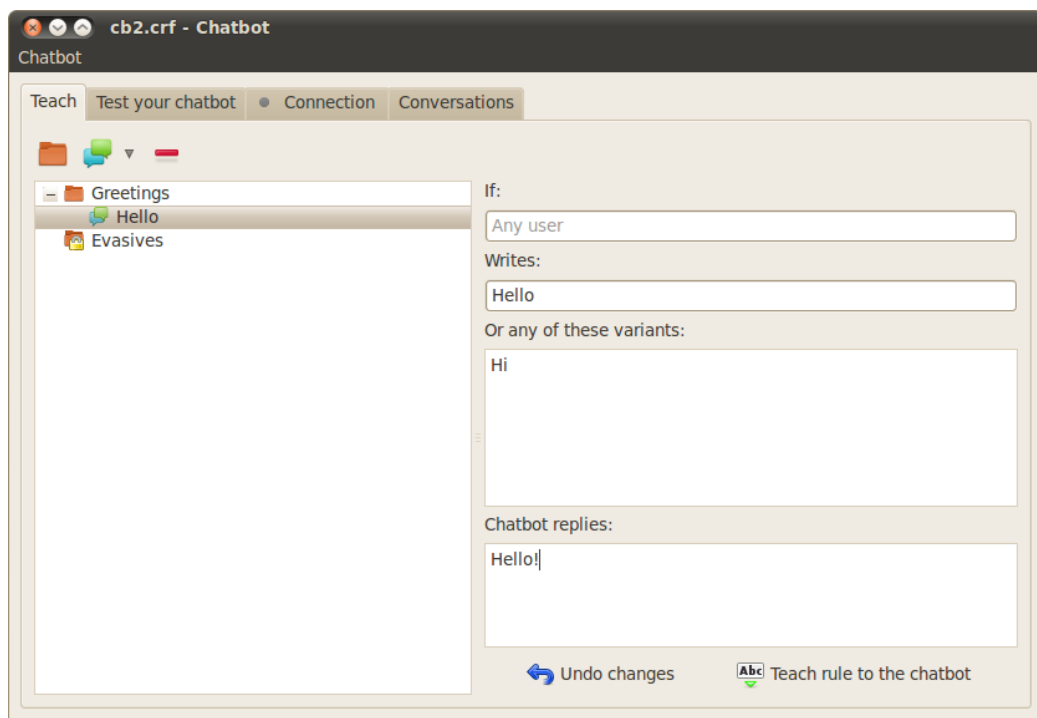 cb2.crf - Chatbot
Chatbot
Teach Test your chatbot Connection Conversations
Greetings
Hello
Evasives
If:
Any user
Writes:
Hello
Or any of these variants:
Hi
Chatbot replies:
Hello!
Undo changes Abc Teach rule to the chatbot